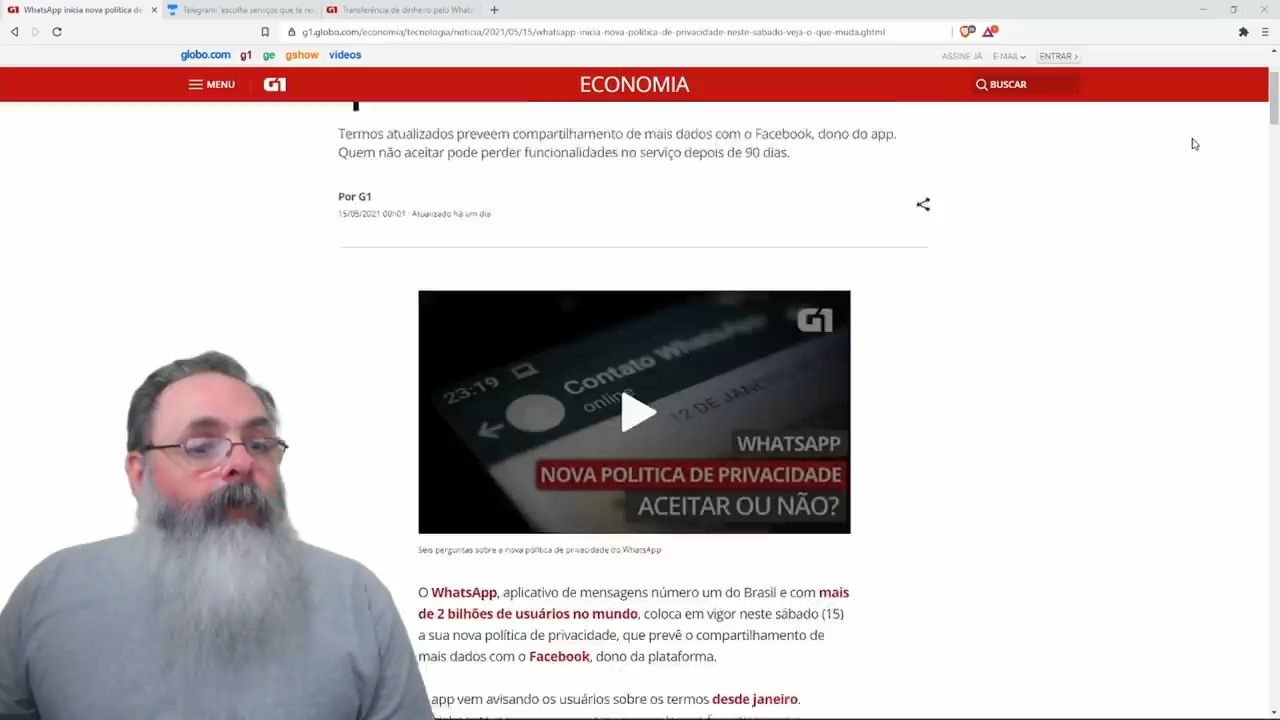 WhatsApp inicia nova política de
Telegram: 'escolha serviços que te re
Transferência de dinheiro pelo Whats
g1.globo.com/economia/tecnologia/noticia/2021/05/15/whatsapp-inicia-nova-politica-de-privacidade-neste-sabado-veja-o-que-muda.ghtml
globo.com g1 ge gshow vídeos
ASSINE JÁ E-MAIL ENTRAR ›
MENU G1 ECONOMIA BUSCAR
Termos atualizados preveem compartilhamento de mais dados com o Facebook, dono do app.
Quem não aceitar pode perder funcionalidades no serviço depois de 90 dias.
Por G1
15/05/2021 00h01 · Atualizado há um dia
G1
23:19
Contato WhatsApp
online
12 DE JAN
WHATSAPP
NOVA POLITICA DE PRIVACIDADE
ACEITAR OU NÃO?
Seis perguntas sobre a nova política de privacidade do WhatsApp
O WhatsApp, aplicativo de mensagens número um do Brasil e com mais
de 2 bilhões de usuários no mundo, coloca em vigor neste sábado (15)
a sua nova política de privacidade, que prevê o compartilhamento de
mais dados com o Facebook, dono da plataforma.
app vem avisando os usuários sobre os termos desde janeiro.